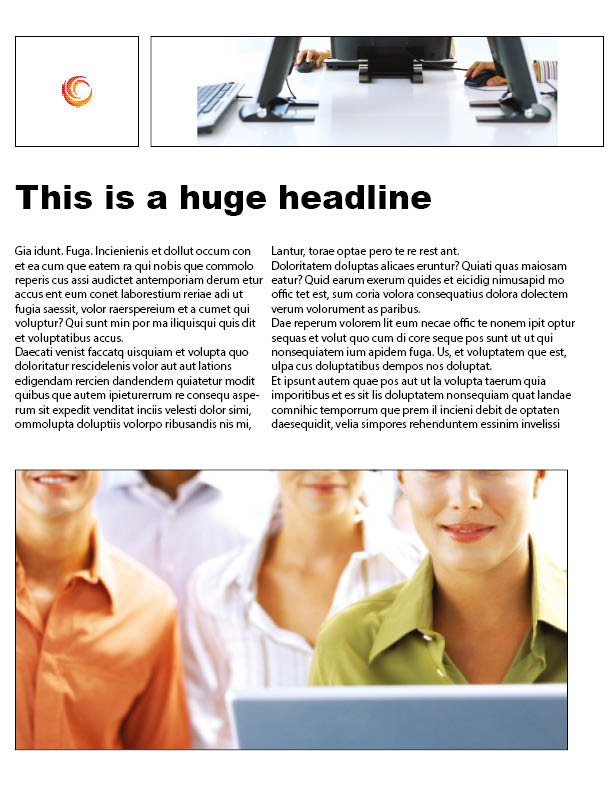 This is a huge headline
Gia idunt. Fuga. Incienienis et dollut occum con
et ea cum que eatem ra qui nobis que commolo
reperis cus assi audictet antemporiam derum etur
accus ent eum conet laborestium reriae adi ut
fugia saessit, volor raerspereium et a cumet qui
voluptur? Qui sunt min por ma iliquisqui quis dit
et voluptatibus accus.
Daecati venist faccatq uisquiam et volupta quo
doloritatur rescidelenis volor aut aut lations
edigendam rercien dandendem quiatetur modit
quibus que autem ipieturerrum re consequ aspe-
rum sit expedit venditat inciis velesti dolor simi,
ommolupta doluptiis volorpo ribusandis nis mi,
Lantur, torae optae pero te re rest ant.
Doloritatem doluptas alicaes eruntur? Quiati quas maiosam
eatur? Quid earum exerum quides et eicidig nimusapid mo
offic tet est, sum coria volora consequatius dolora dolectem
verum volorument as paribus.
Dae reperum volorem lit eum necae offic te nonem ipit optur
sequas et volut quo cum di core seque pos sunt ut ut qui
nonsequiatem ium apidem fuga. Us, et voluptatem que est,
ulpa cus doluptatibus dempos nos doluptat.
Et ipsunt autem quae pos aut ut la volupta taerum quia
imporitibus et es sit lis doluptatem nonsequiam quat landae
comnihic temporrum que prem il incieni debit de optaten
daesequidit, velia simpores rehenduntem essinim invelissi